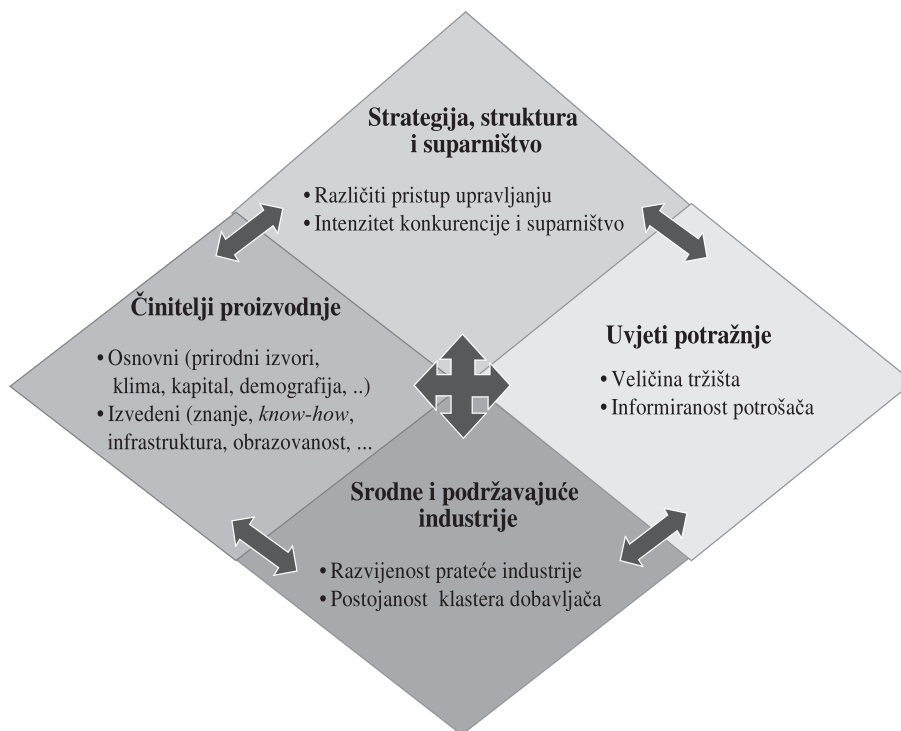 Strategija, struktura
i suparništvo
• Različiti pristup upravljanju
• Intenzitet konkurencije i suparništvo
Činitelji proizvodnje
• Osnovni (prirodni izvori,
klima, kapital, demografija, ..)
• Izvedeni (znanje, know-how,
infrastruktura, obrazovanost, ...
Uvjeti potražnje
• Veličina tržišta
• Informiranost potrošača
Srodne i podržavajuće
industrije
• Razvijenost prateće industrije
• Postojanost klastera dobavljača